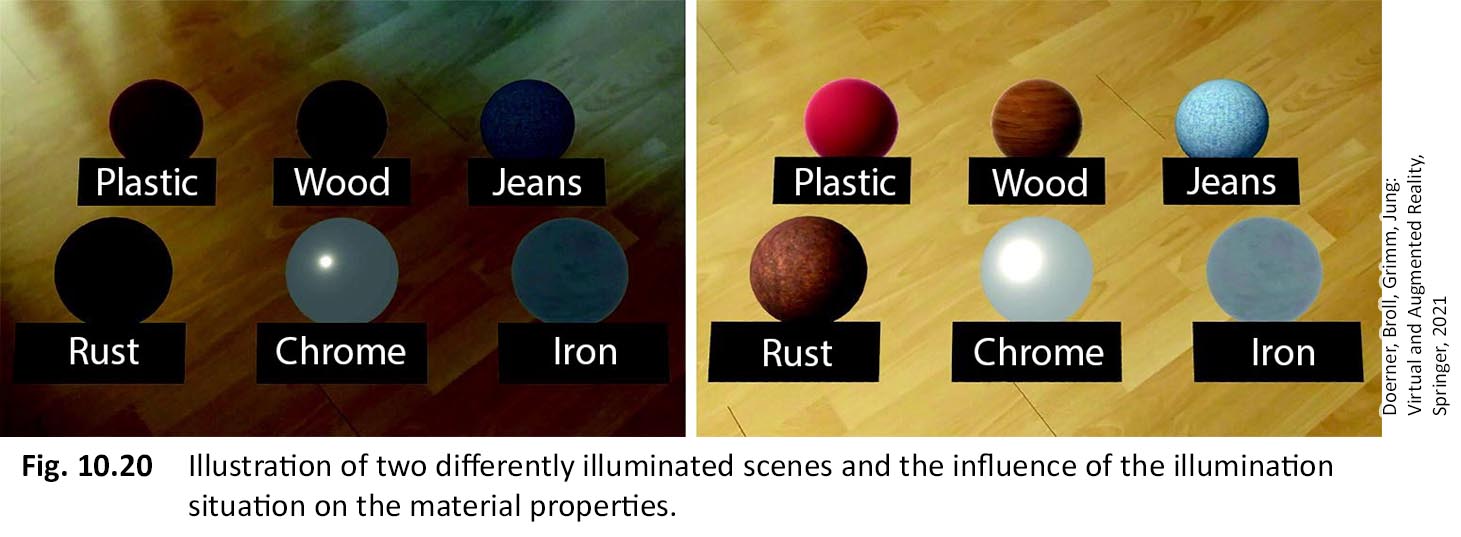 Plastic Wood Jeans
Rust Chrome Iron
Plastic Wood Jeans
Rust Chrome Iron
Doerner, Broll, Grimm, Jung:
Virtual and Augmented Reality,
Springer, 2021
Fig. 10.20 Illustration of two differently illuminated scenes and the influence of the illumination
situation on the material properties.